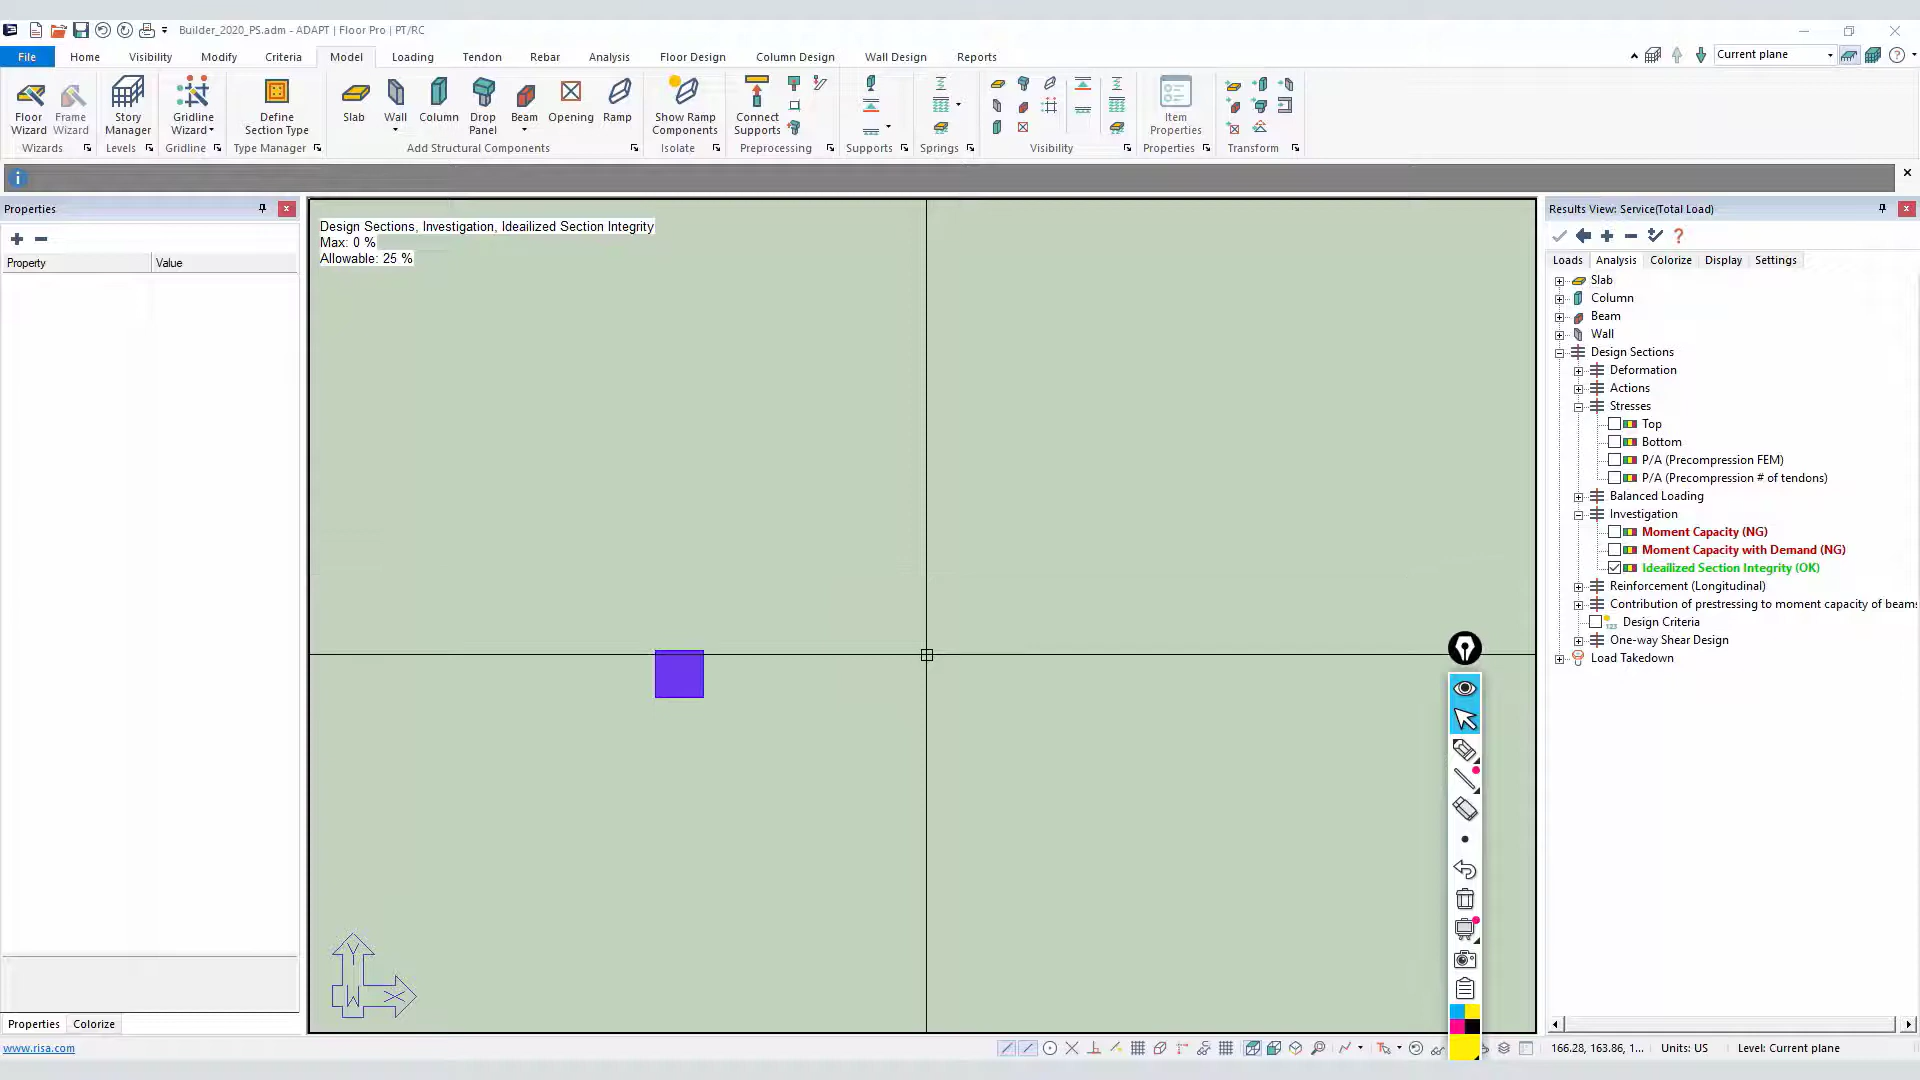 Builder_2020_PS.adm - ADAPT | Floor Pro | PT/RC
File Home Visibility Modify Criteria Model Loading Tendon Rebar Analysis Floor Design Column Design Wall Design Reports
Current plane
Floor Wizard
Frame Wizard
Story Manager
Gridline Wizard
Define Section Type
Slab
Wall
Column
Drop Panel
Beam
Opening
Ramp
Show Ramp Components
Connect Supports
Item Properties
Wizards Levels Gridline Type Manager Add Structural Components Isolate Preprocessing Supports Springs Visibility Properties Transform
Properties
Property Value
Design Sections, Investigation, Ideailized Section Integrity
Max: 0 %
Allowable: 25 %
Y
W X
Results View: Service(Total Load)
Loads Analysis Colorize Display Settings
Slab
Column
Beam
Wall
Design Sections
Deformation
Actions
Stresses
Top
Bottom
P/A (Precompression FEM)
P/A (Precompression # of tendons)
Balanced Loading
Investigation
Moment Capacity (NG)
Moment Capacity with Demand (NG)
Ideailized Section Integrity (OK)
Reinforcement (Longitudinal)
Contribution of prestressing to moment capacity of beams
Design Criteria
One-way Shear Design
Load Takedown
Properties Colorize
www.risa.com
166.28, 163.86, 1... Units: US Level: Current plane